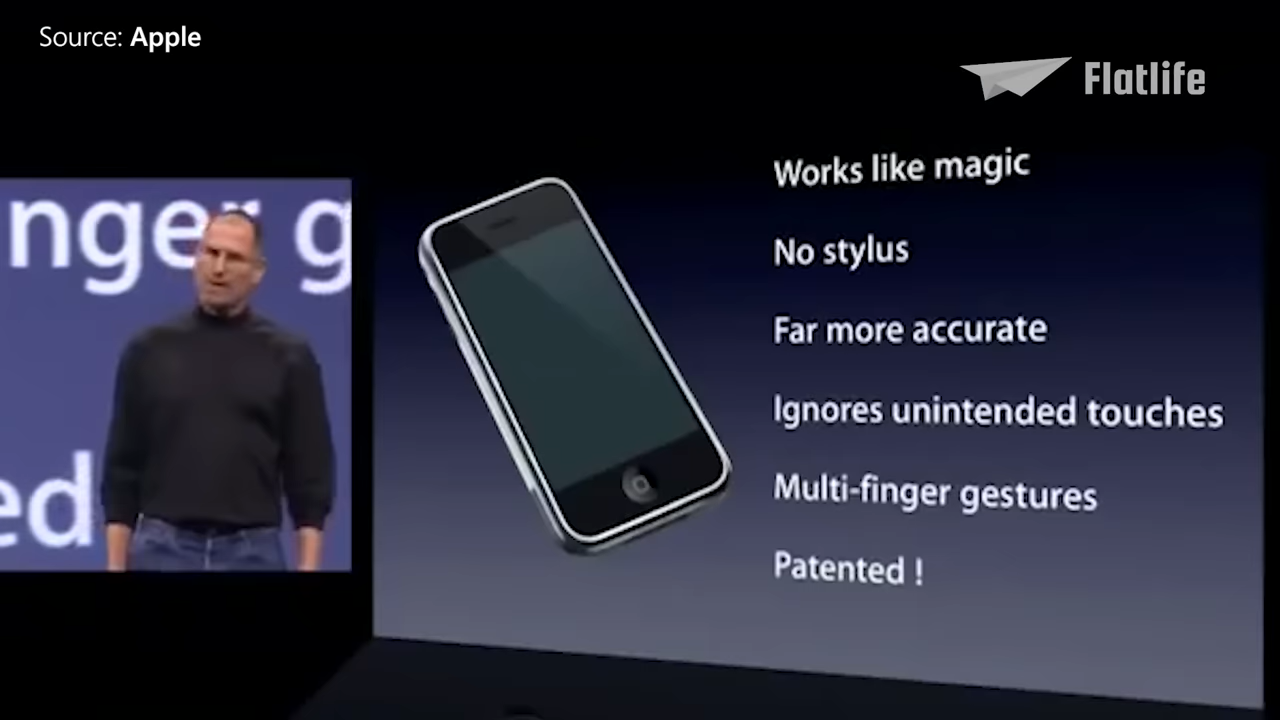 Source: Apple
Flatlife
Works like magic
No stylus
Far more accurate
Ignores unintended touches
Multi-finger gestures
Patented !
nger g
ed